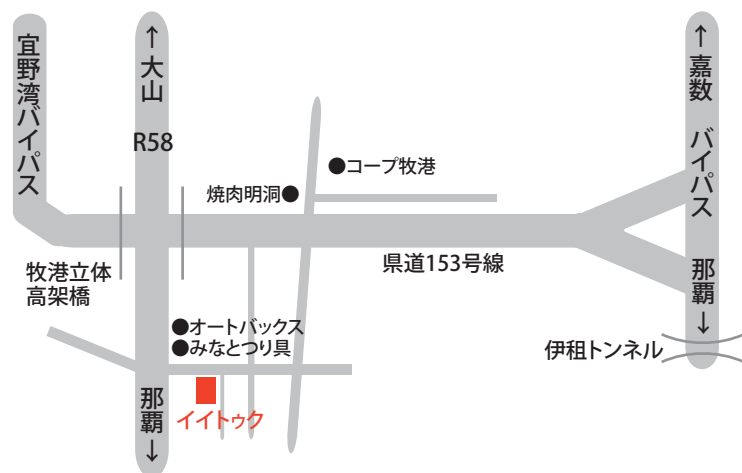 宜野湾バイパス
↑大山
R58
↑嘉数 バイパス 那覇↓
●コープ牧港
焼肉明洞●
県道153号線
牧港立体
高架橋
●オートバックス
●みなとつり具
伊祖トンネル
イイトゥク
那覇↓